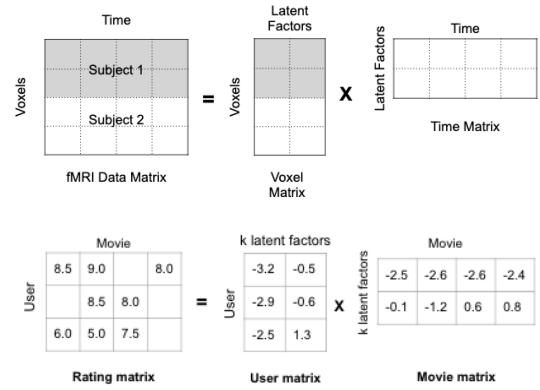 Time
Voxels
Subject 1
Subject 2
fMRI Data Matrix
=
Latent
Factors
Voxels
Voxel
Matrix
X
Time
Latent Factors
Time Matrix
Movie
User
8.5 9.0 8.0
8.5 8.0
6.0 5.0 7.5
Rating matrix
=
k latent factors
User
-3.2 -0.5
-2.9 -0.6
-2.5 1.3
User matrix
X
Movie
k latent factors
-2.5 -2.6 -2.6 -2.4
-0.1 -1.2 0.6 0.8
Movie matrix